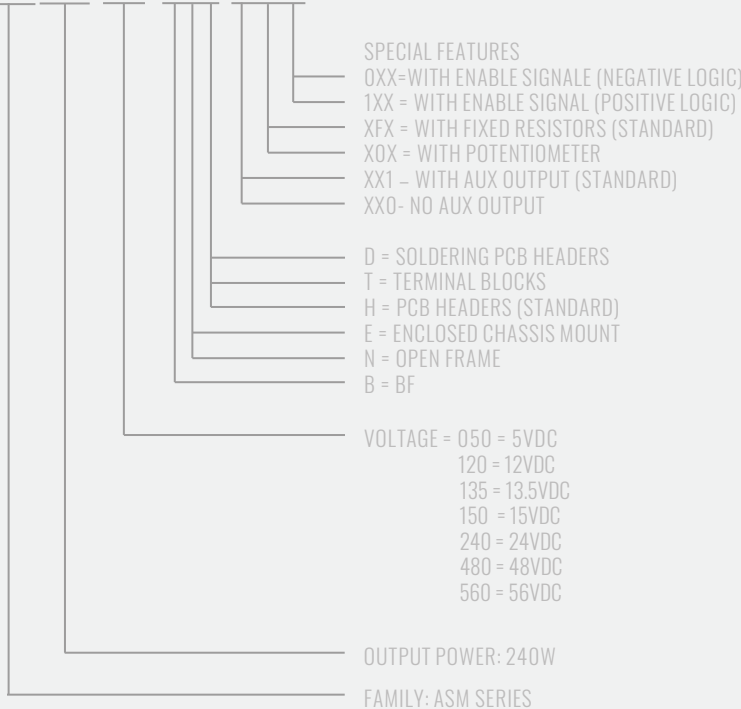 SPECIAL FEATURES
0XX=WITH ENABLE SIGNALE (NEGATIVE LOGIC)
1XX = WITH ENABLE SIGNAL (POSITIVE LOGIC)
XFX = WITH FIXED RESISTORS (STANDARD)
X0X = WITH POTENTIOMETER
XX1 – WITH AUX OUTPUT (STANDARD)
XX0- NO AUX OUTPUT
D = SOLDERING PCB HEADERS
T = TERMINAL BLOCKS
H = PCB HEADERS (STANDARD)
E = ENCLOSED CHASSIS MOUNT
N = OPEN FRAME
B = BF
VOLTAGE = 050 = 5VDC
120 = 12VDC
135 = 13.5VDC
150 = 15VDC
240 = 24VDC
480 = 48VDC
560 = 56VDC
OUTPUT POWER: 240W
FAMILY: ASM SERIES